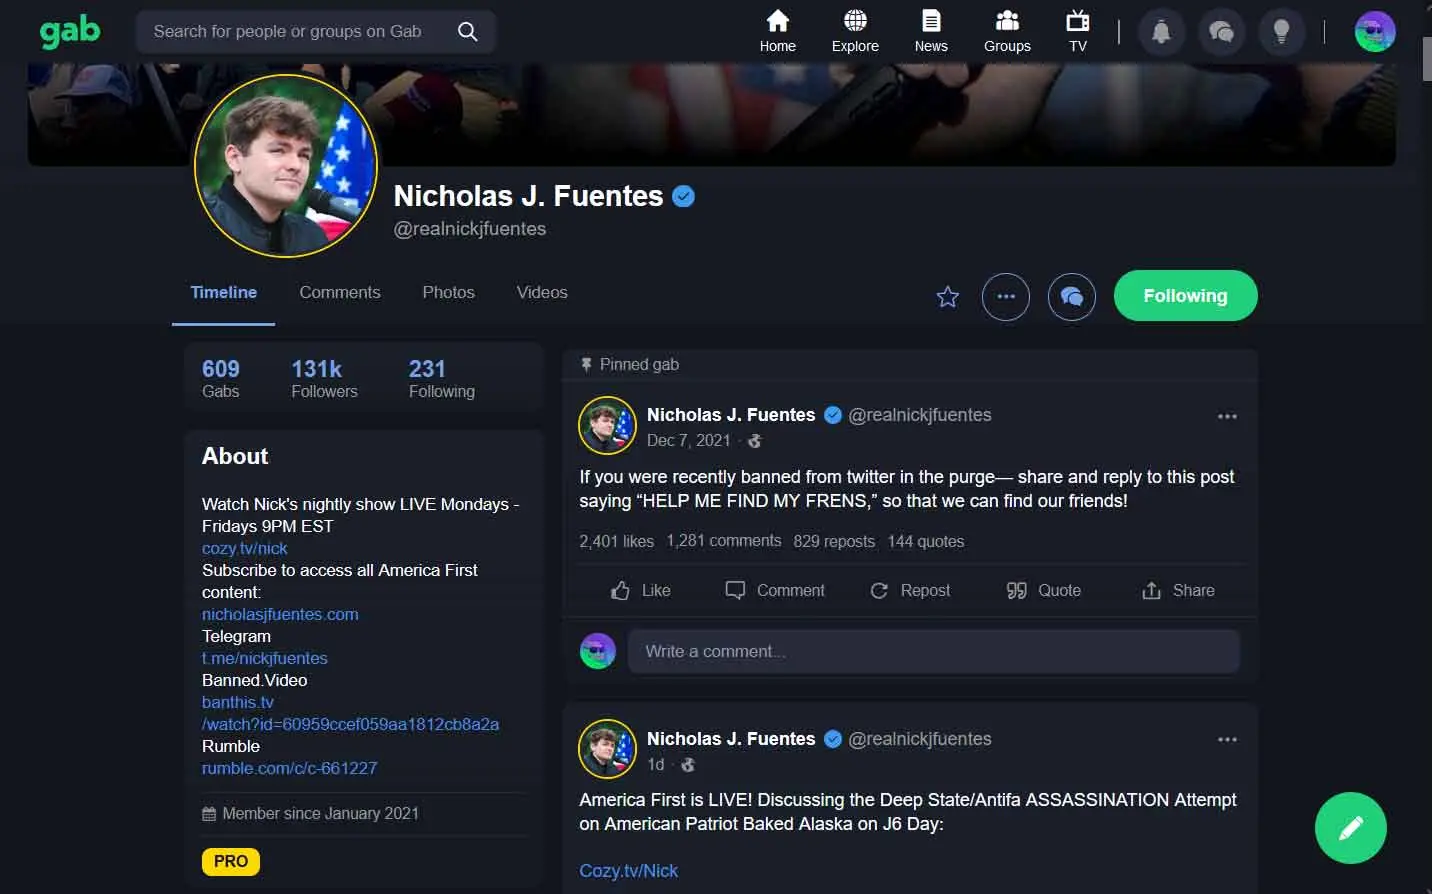 gab
Search for people or groups on Gab
Home
Explore
News
Groups
TV
Nicholas J. Fuentes
@realnickjfuentes
Timeline
Comments
Photos
Videos
Following
609
Gabs
131k
Followers
231
Following
About
Watch Nick's nightly show LIVE Mondays -
Fridays 9PM EST
cozy.tv/nick
Subscribe to access all America First
content:
nicholasjfuentes.com
Telegram
t.me/nickjfuentes
Banned.Video
banthis.tv
/watch?id=60959ccef059aa1812cb8a2a
Rumble
rumble.com/c/c-661227
Member since January 2021
PRO
Pinned gab
Nicholas J. Fuentes @realnickjfuentes
Dec 7, 2021 ·
If you were recently banned from twitter in the purge— share and reply to this post
saying “HELP ME FIND MY FRENS,” so that we can find our friends!
2,401 likes 1,281 comments 829 reposts 144 quotes
Like
Comment
Repost
Quote
Share
Write a comment...
Nicholas J. Fuentes @realnickjfuentes
1d ·
America First is LIVE! Discussing the Deep State/Antifa ASSASSINATION Attempt
on American Patriot Baked Alaska on J6 Day:
Cozy.tv/Nick